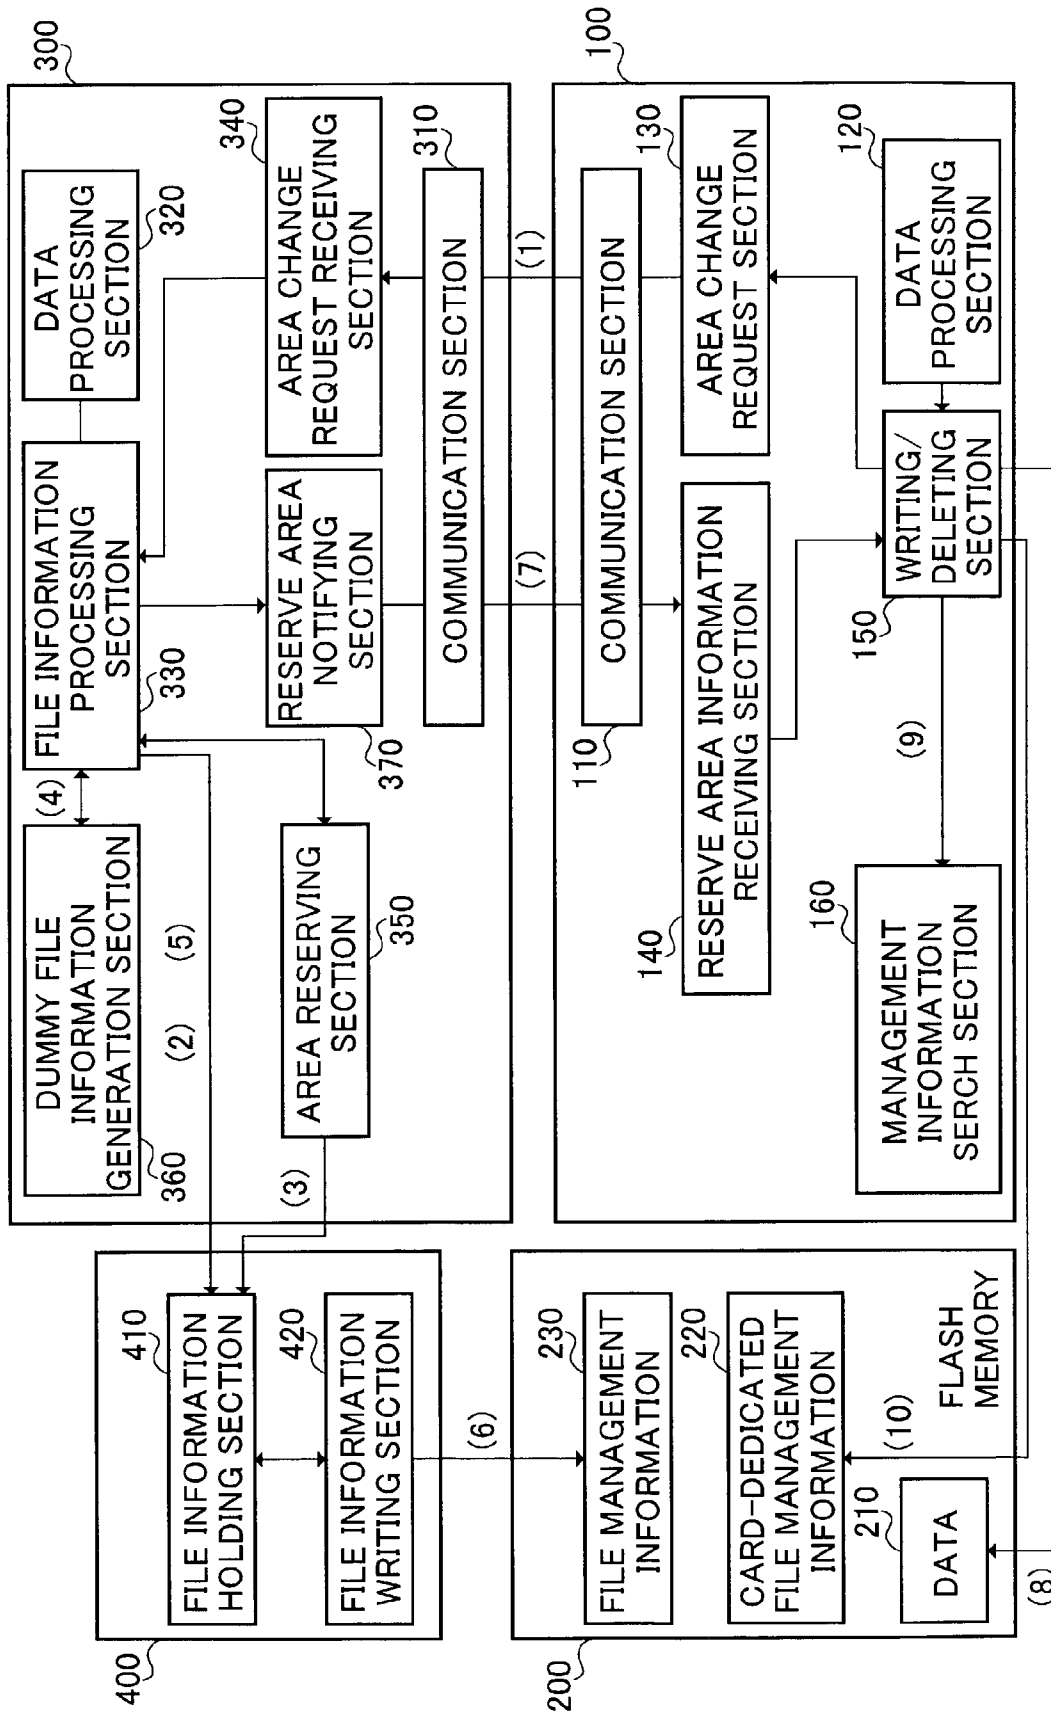 300
DATA
PROCESSING
SECTION
320
FILE INFORMATION
PROCESSING
SECTION
330
(4)
DUMMY FILE
INFORMATION
GENERATION SECTION
360
(2)
(5)
AREA CHANGE
REQUEST RECEIVING
SECTION
340
RESERVE AREA
NOTIFYING
SECTION
370
AREA RESERVING
SECTION
350
(3)
COMMUNICATION SECTION
310
(1)
(7)
400
FILE INFORMATION
HOLDING SECTION
410
FILE INFORMATION
WRITING SECTION
420
(6)
100
COMMUNICATION SECTION
110
AREA CHANGE
REQUEST SECTION
130
RESERVE AREA INFORMATION
RECEIVING SECTION
140
DATA
PROCESSING
SECTION
120
WRITING/
DELETING
SECTION
150
(9)
MANAGEMENT
INFORMATION
SERCH SECTION
160
200
FILE MANAGEMENT
INFORMATION
230
CARD-DEDICATED
FILE MANAGEMENT
INFORMATION
220
(10)
DATA
210
FLASH
MEMORY
(8)